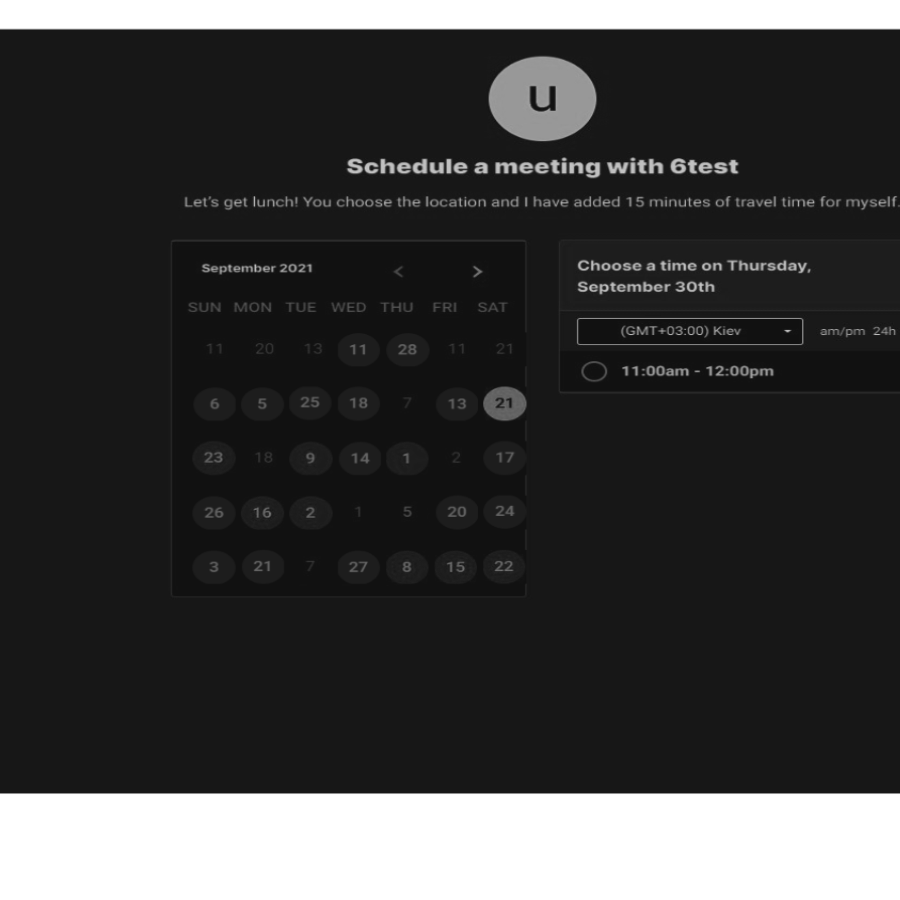 u
Schedule a meeting with 6test
Let's get lunch! You choose the location and I have added 15 minutes of travel time for myself.
September 2021 < >
SUN MON TUE WED THU FRI SAT
11 20 13 11 28 11 21
6 5 25 18 7 13 21
23 18 9 14 1 2 17
26 16 2 1 5 20 24
3 21 7 27 8 15 22
Choose a time on Thursday,
September 30th
(GMT+03:00) Kiev am/pm 24h
11:00am - 12:00pm